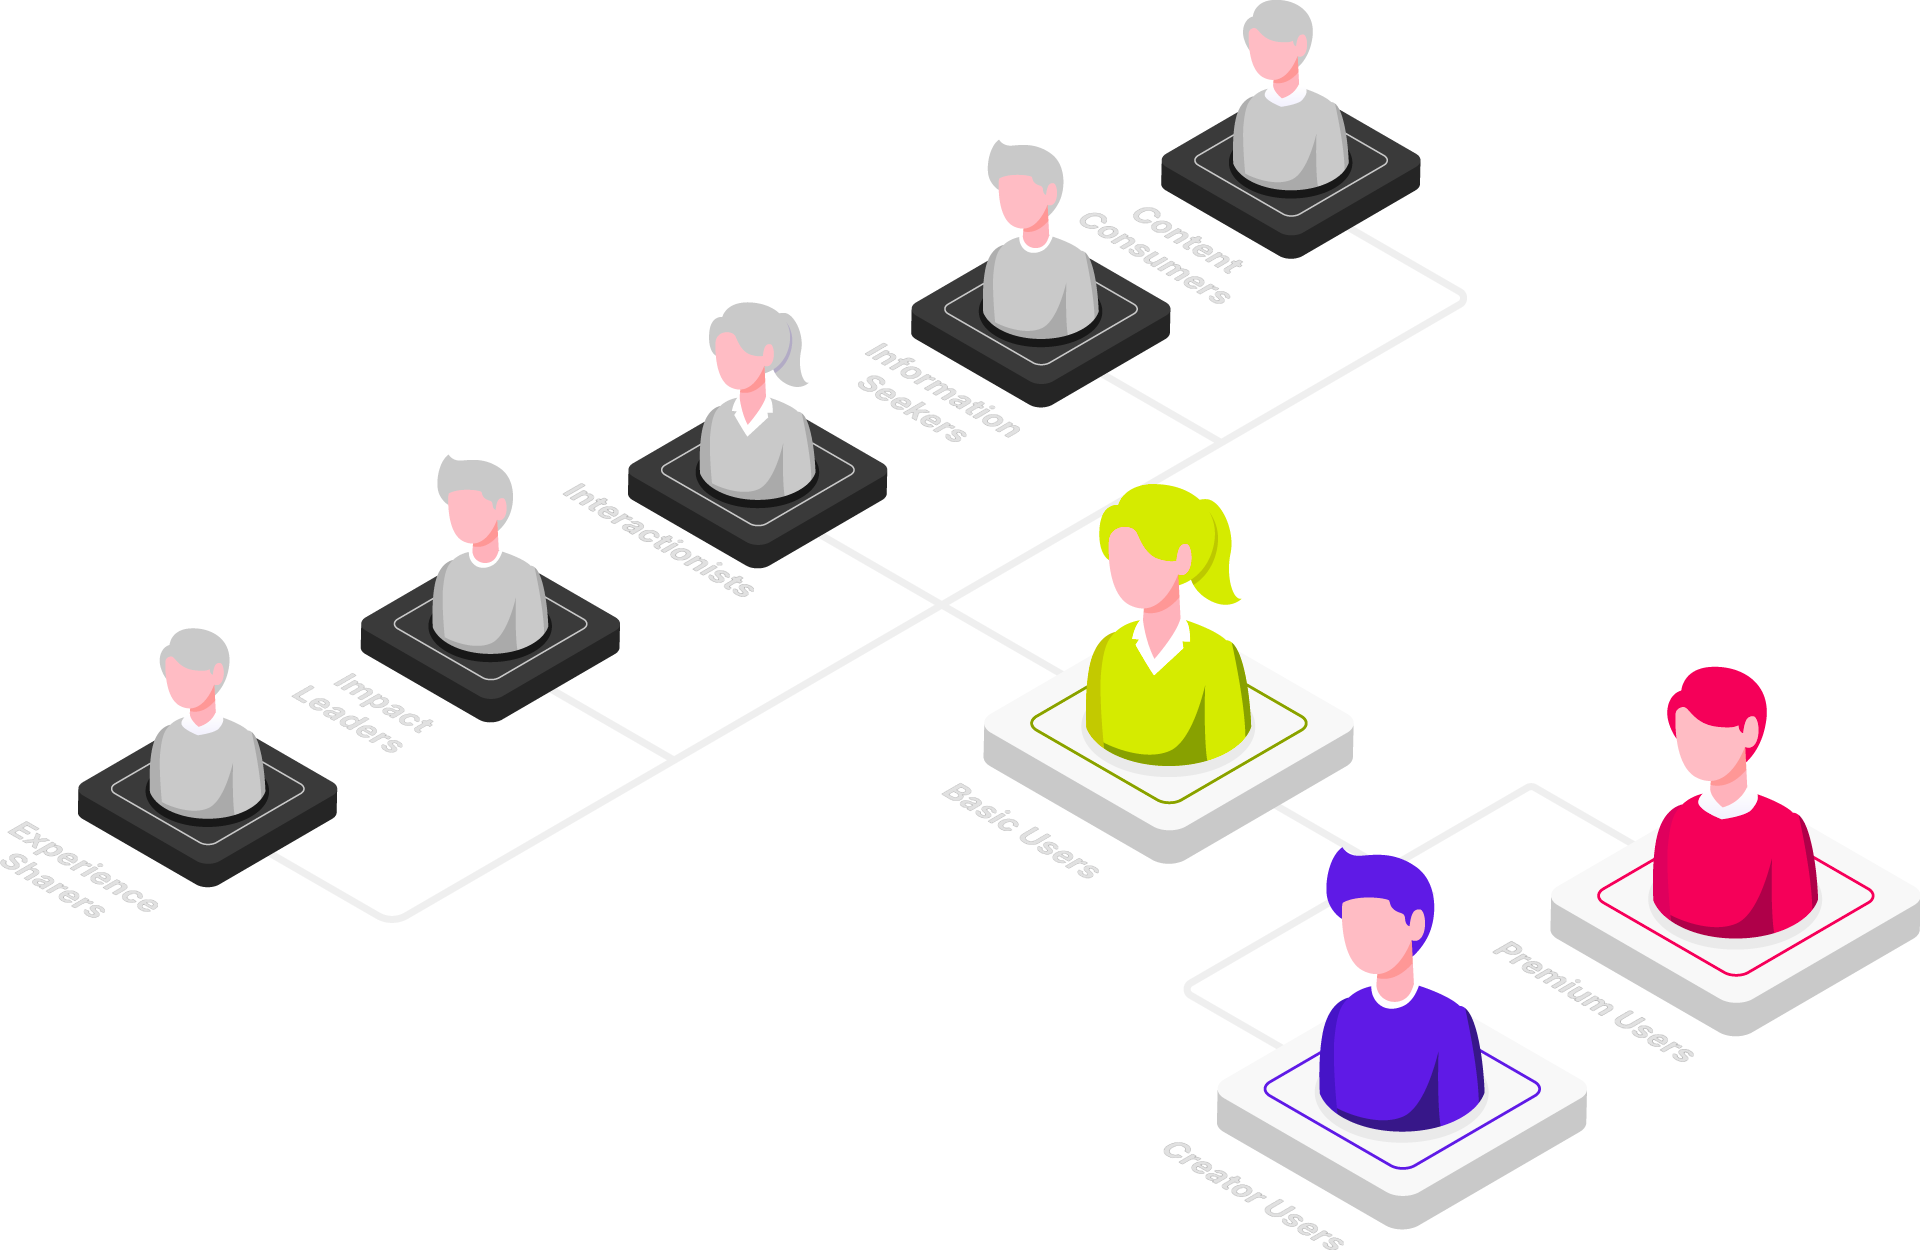 Content
Consumers
Information
Seekers
Interactionists
Impact
Leaders
Experience
Sharers
Basic Users
Premium Users
Creator Users